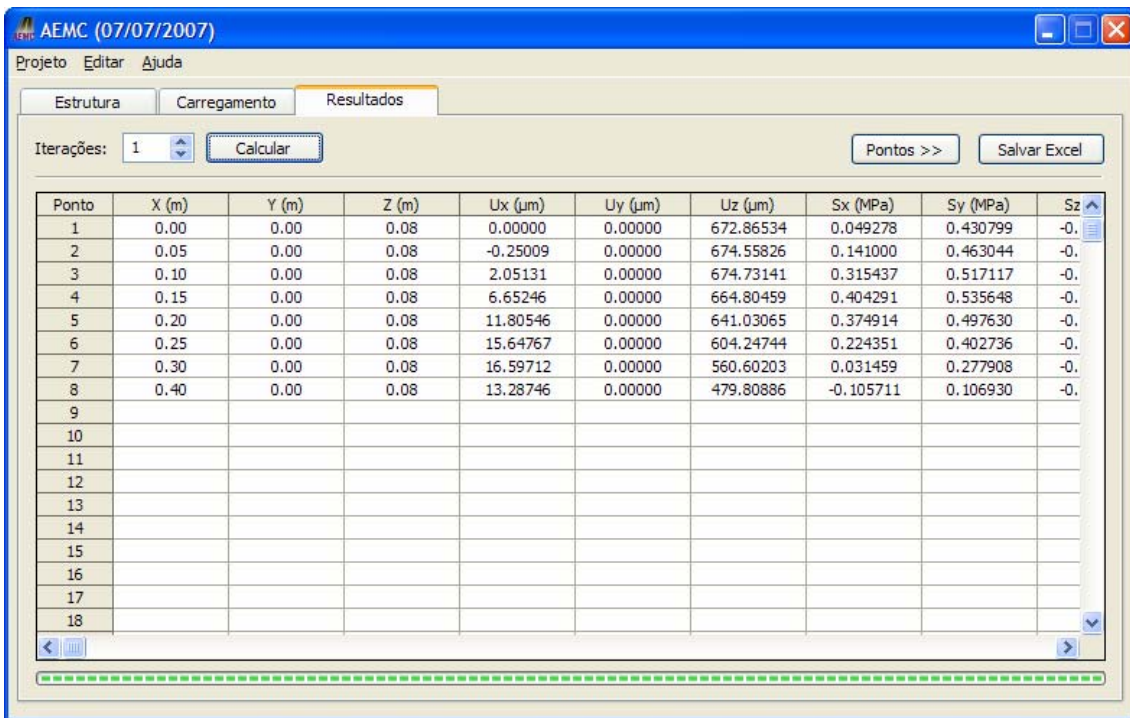 AEMC (07/07/2007)
Projeto Editar Ajuda
Estrutura Carregamento Resultados
Iterações: 1 Calcular Pontos >> Salvar Excel
Ponto X (m) Y (m) Z (m) Ux (µm) Uy (µm) Uz (µm) Sx (MPa) Sy (MPa) Sz
1 0.00 0.00 0.08 0.00000 0.00000 672.86534 0.049278 0.430799 -0.
2 0.05 0.00 0.08 -0.25009 0.00000 674.55826 0.141000 0.463044 -0.
3 0.10 0.00 0.08 2.05131 0.00000 674.73141 0.315437 0.517117 -0.
4 0.15 0.00 0.08 6.65246 0.00000 664.80459 0.404291 0.535648 -0.
5 0.20 0.00 0.08 11.80546 0.00000 641.03065 0.374914 0.497630 -0.
6 0.25 0.00 0.08 15.64767 0.00000 604.24744 0.224351 0.402736 -0.
7 0.30 0.00 0.08 16.59712 0.00000 560.60203 0.031459 0.277908 -0.
8 0.40 0.00 0.08 13.28746 0.00000 479.80886 -0.105711 0.106930 -0.
9
10
11
12
13
14
15
16
17
18